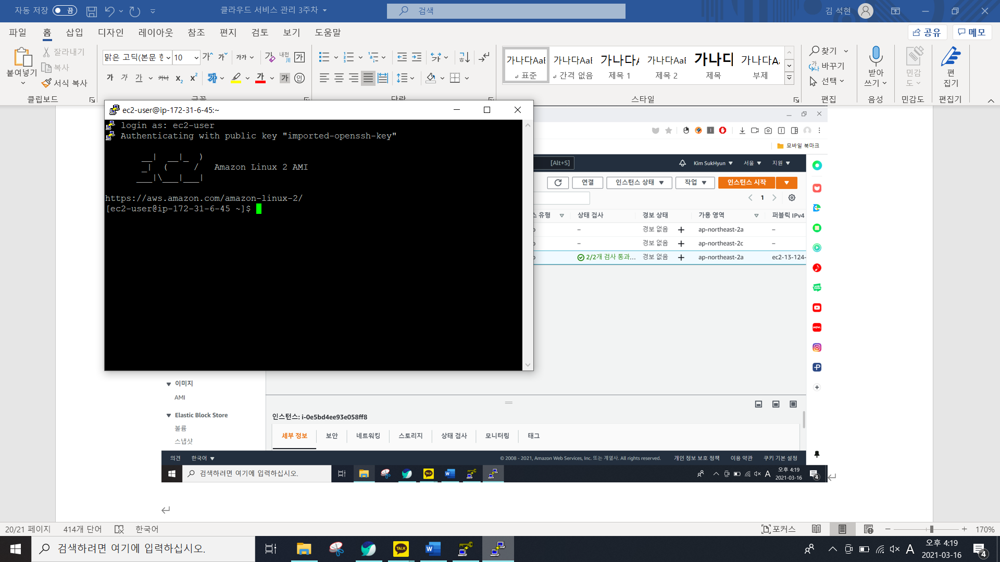 자동 저장 끔
클라우드 서비스 관리 3주차
검색
김 석현
파일 홈 삽입 디자인 레이아웃 참조 편지 검토 보기 도움말
공유 메모
붙여넣기
잘라내기
복사
서식 복사
클립보드
맑은 고딕(본문 한 10
가나다AaB 표준
가나다AaB 간격 없음
가나다A 제목 1
가나다AaB 제목 2
가나다 제목
가나다A 부제
스타일
찾기
바꾸기
선택
편집
받아
쓰기
음성
민감
도
민감도
편
집기
편집기
ec2-user@ip-172-31-6-45:~
login as: ec2-user
Authenticating with public key "imported-openssh-key"
__| __|_ )
_| ( / Amazon Linux 2 AMI
___|\___|___|
https://aws.amazon.com/amazon-linux-2/
[ec2-user@ip-172-31-6-45 ~]$
모바일 북마크
[Alt+S]
Kim SukHyun 서울 지원
연결 인스턴스 상태 작업 인스턴스 시작
1
유형 상태 검사 경보 상태 가용 영역 퍼블릭 IPv4
– 경보 없음 + ap-northeast-2a –
– 경보 없음 + ap-northeast-2c –
2/2개 검사 통과... 경보 없음 + ap-northeast-2a ec2-13-124-
이미지
AMI
Elastic Block Store
볼륨
스냅샷
인스턴스: i-0e5bd4ee93e058ff8
세부 정보 보안 네트워킹 스토리지 상태 검사 모니터링 태그
의견 한국어
© 2008 - 2021, Amazon Web Services, Inc. 또는 계열사. All rights reserved. 개인 정보 보호 정책 이용 약관 쿠키 기본 설정
검색하려면 여기에 입력하십시오.
TALK
A
오후 4:19
2021-03-16
4
20/21 페이지 414개 단어 한국어
포커스
170%
검색하려면 여기에 입력하십시오.
TALK
A
오후 4:19
2021-03-16
4